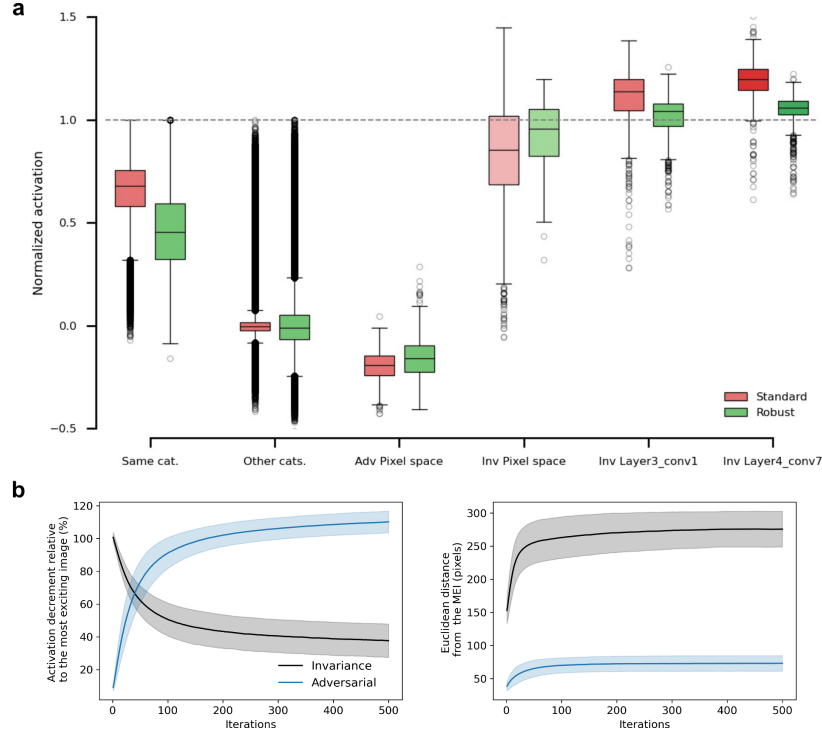 a
1.5
1.0
0.5
0.0
−0.5
Normalized activation
Standard
Robust
Same cat.
Other cats.
Adv Pixel space
Inv Pixel space
Inv Layer3_conv1
Inv Layer4_conv7
b
120
100
80
60
40
20
Activation decrement relative
to the most exciting image (%)
Invariance
Adversarial
0
100
200
300
400
500
Iterations
300
250
200
150
100
50
Euclidean distance
from the MEI (pixels)
0
100
200
300
400
500
Iterations